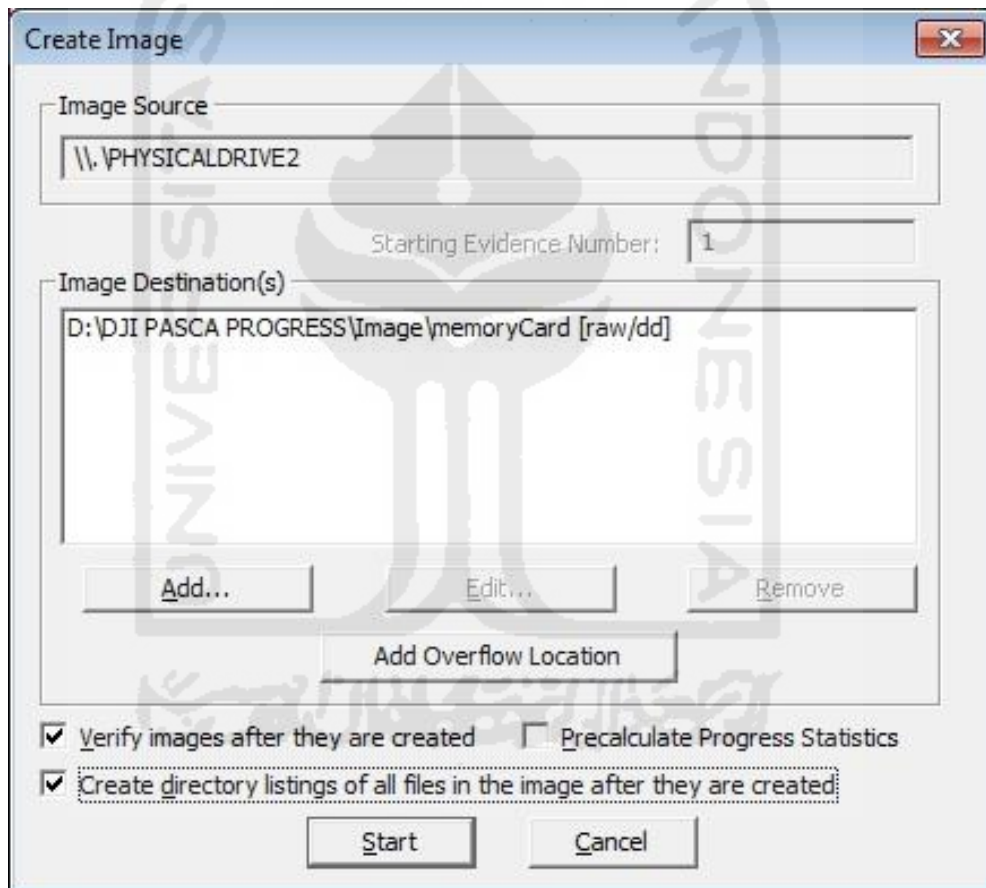 Create Image
Image Source
\\.\PHYSICALDRIVE2
Starting Evidence Number: 1
Image Destination(s)
D:\DJI PASCA PROGRESS\Image\memoryCard [raw/dd]
Add... Edit... Remove
Add Overflow Location
Verify images after they are created Precalculate Progress Statistics
Create directory listings of all files in the image after they are created
Start Cancel
UNIVERSITAS
INDONESIA